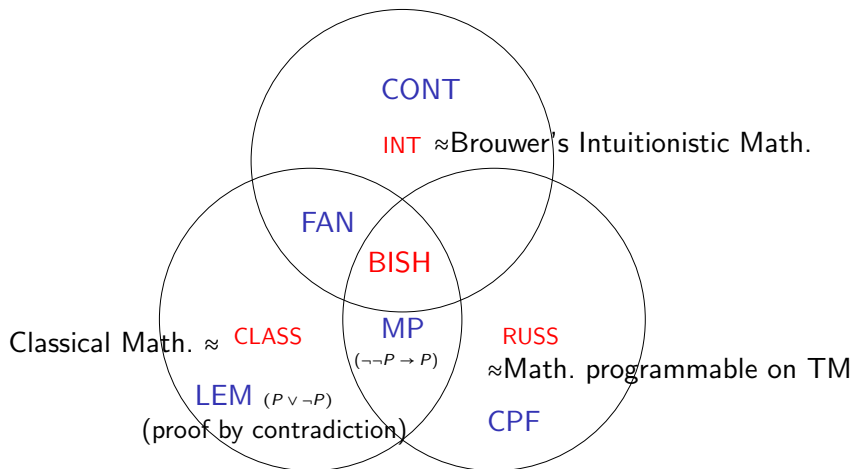 CONT
INT ≈Brouwer's Intuitionistic Math.
FAN
BISH
MP
(¬¬P → P)
Classical Math. ≈ CLASS
RUSS
≈Math. programmable on TM
LEM (P ∨ ¬P)
(proof by contradiction)
CPF